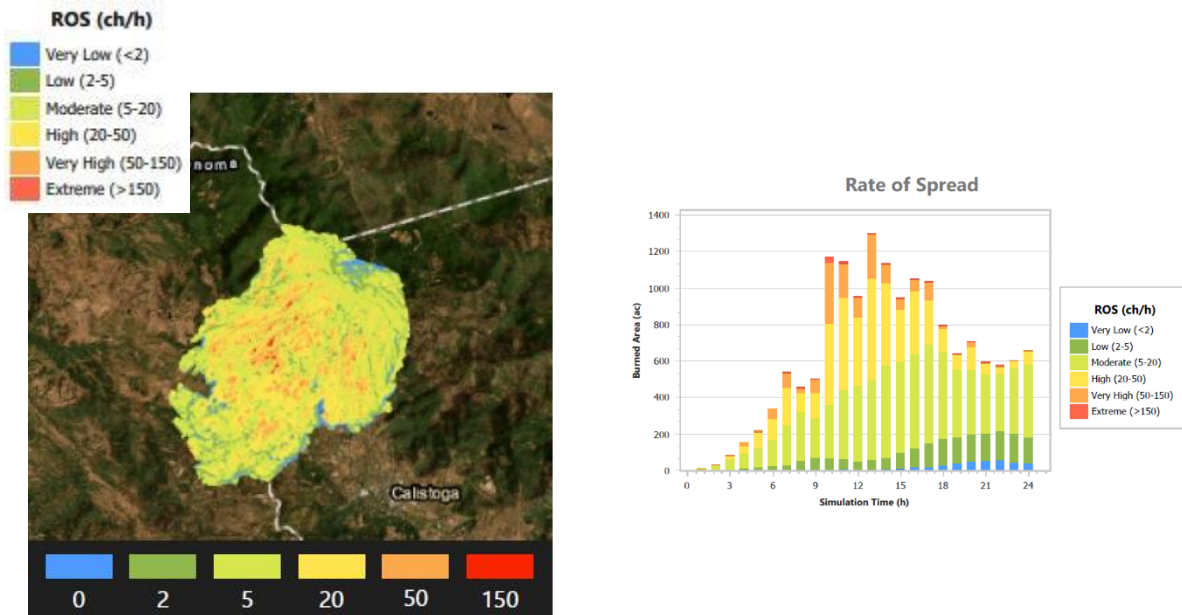 ROS (ch/h)
Very Low (<2)
Low (2-5)
Moderate (5-20)
High (20-50)
Very High (50-150)
Extreme (>150)
noma
Calistoga
0 2 5 20 50 150
Rate of Spread
1400
1200
1000
800
600
400
200
0
Burned Area (ac)
0 3 6 9 12 15 18 21 24
Simulation Time (h)
ROS (ch/h)
Very Low (<2)
Low (2-5)
Moderate (5-20)
High (20-50)
Very High (50-150)
Extreme (>150)